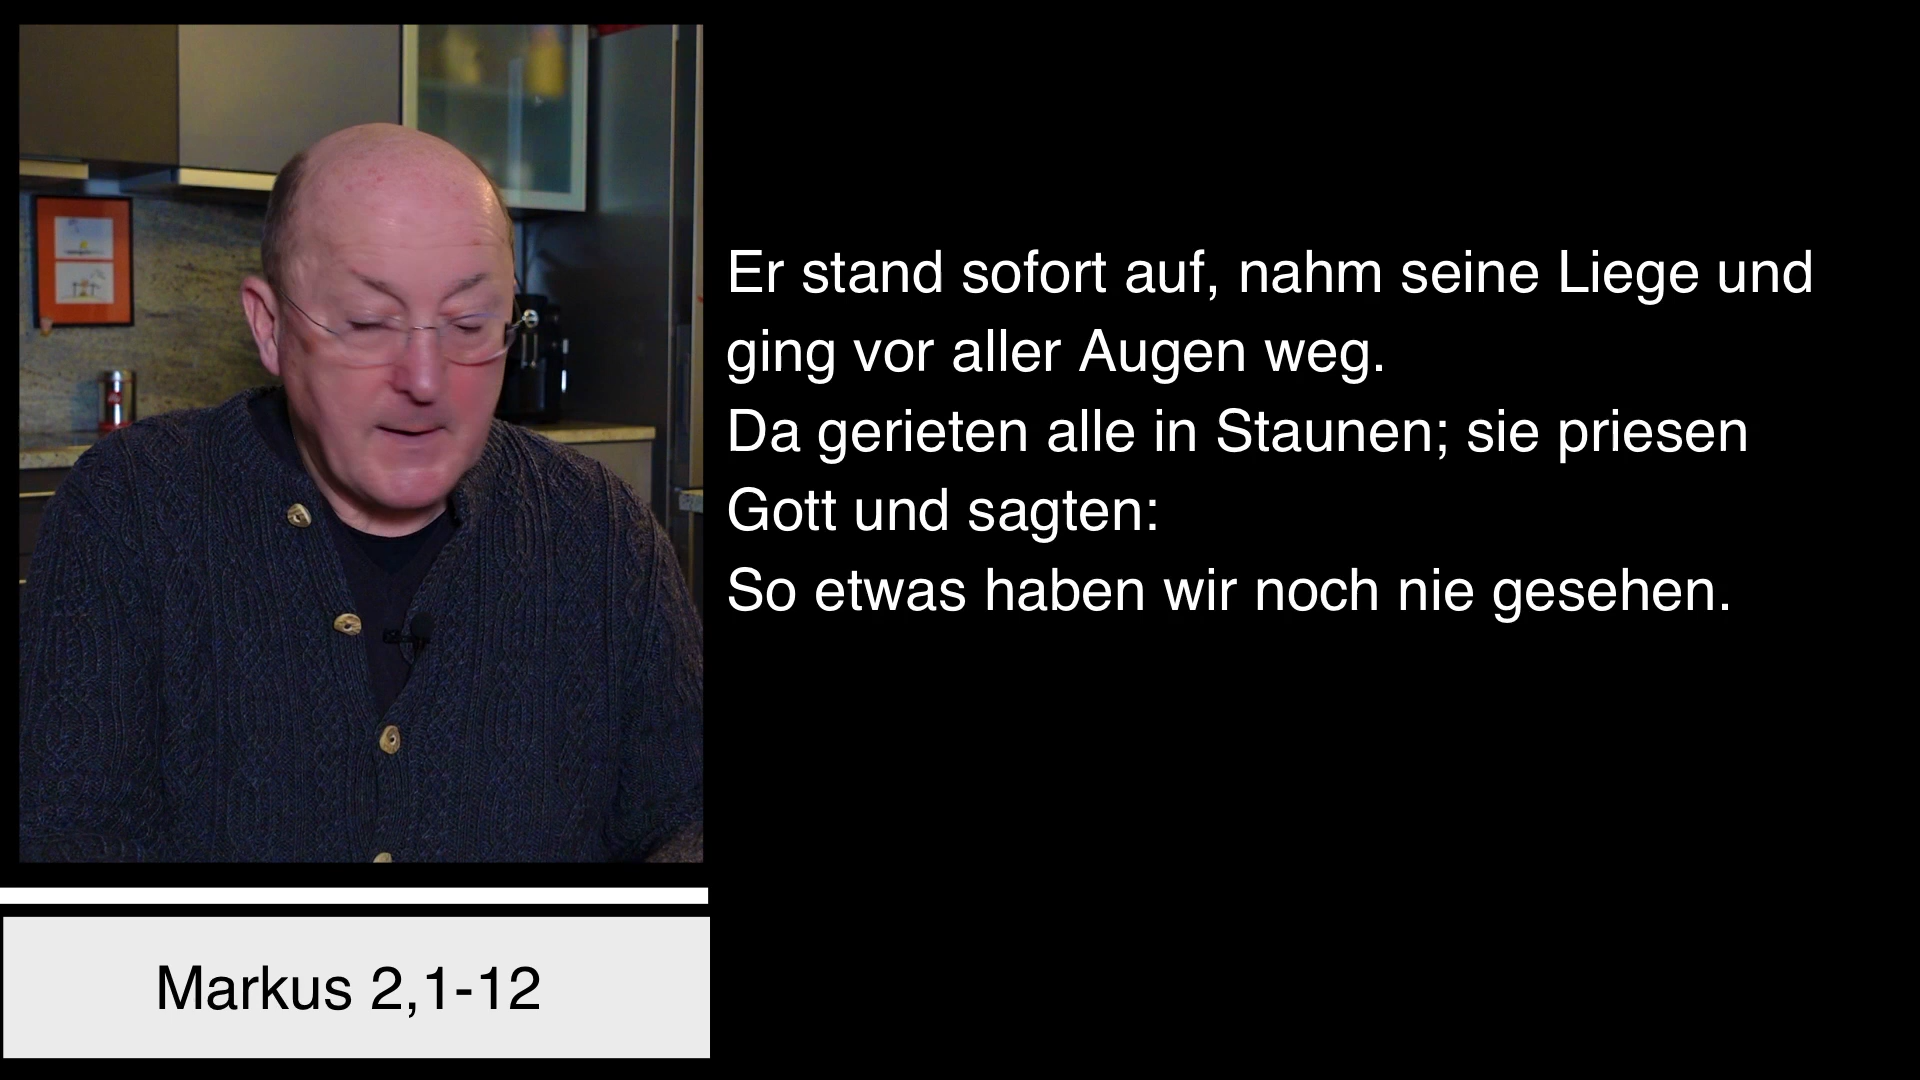 Er stand sofort auf, nahm seine Liege und
ging vor aller Augen weg.
Da gerieten alle in Staunen; sie priesen
Gott und sagten:
So etwas haben wir noch nie gesehen.
Markus 2,1-12